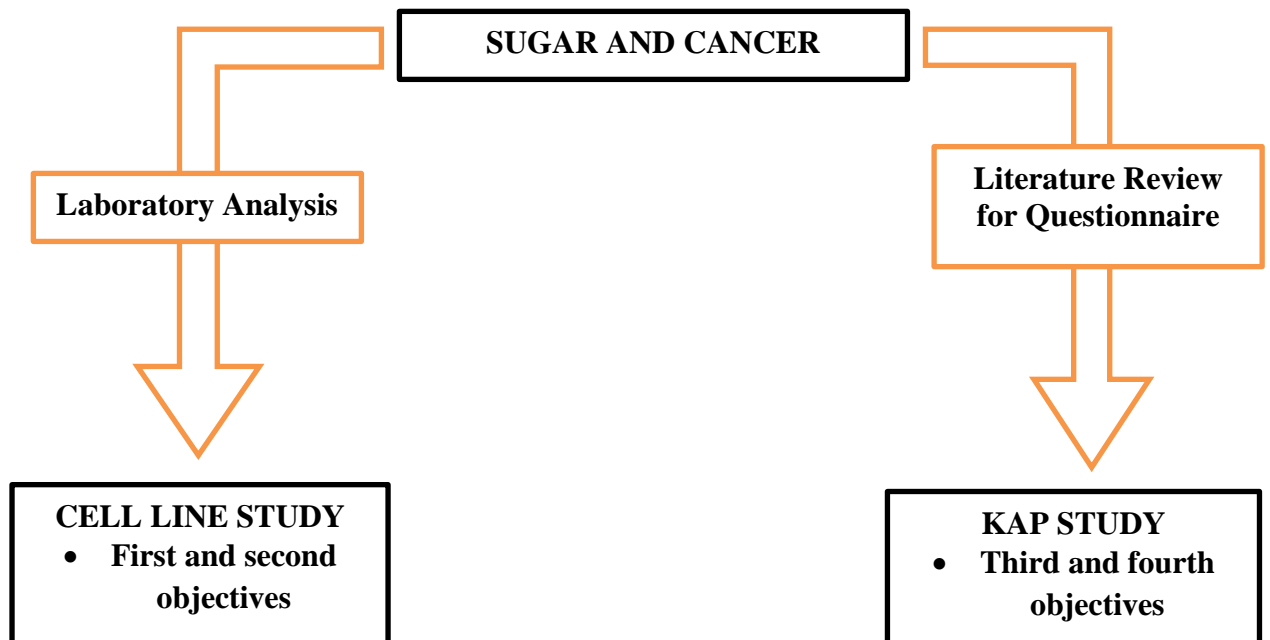 SUGAR AND CANCER
Laboratory Analysis
Literature Review
for Questionnaire
CELL LINE STUDY
• First and second
objectives
KAP STUDY
• Third and fourth
objectives